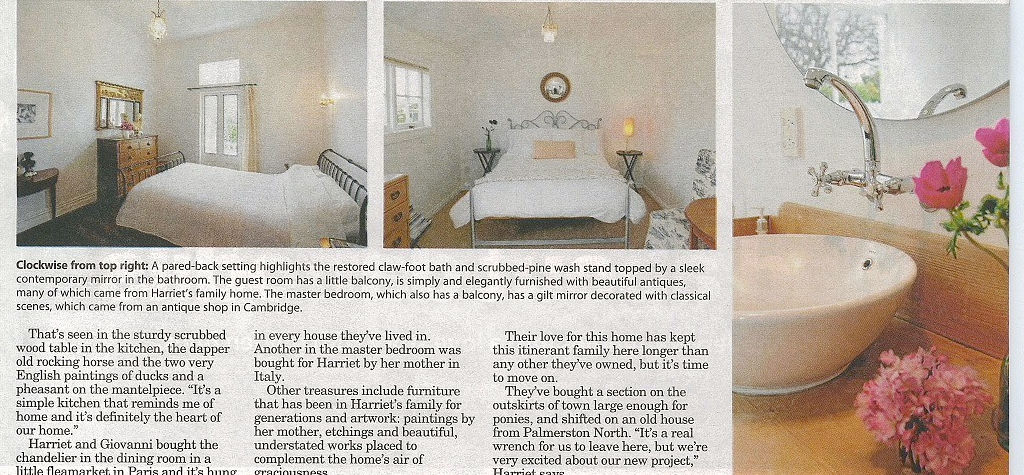 Clockwise from top right: A pared-back setting highlights the restored claw-foot bath and scrubbed-pine wash stand topped by a sleek
contemporary mirror in the bathroom. The guest room has a little balcony, is simply and elegantly furnished with beautiful antiques,
many of which came from Harriet's family home. The master bedroom, which also has a balcony, has a gilt mirror decorated with classical
scenes, which came from an antique shop in Cambridge.
That's seen in the sturdy scrubbed
wood table in the kitchen, the dapper
old rocking horse and the two very
English paintings of ducks and a
pheasant on the mantelpiece. "It's a
simple kitchen that reminds me of
home and it's definitely the heart of
our home."
Harriet and Giovanni bought the
chandelier in the dining room in a
little fleamarket in Paris and it's hung
in every house they've lived in.
Another in the master bedroom was
bought for Harriet by her mother in
Italy.
Other treasures include furniture
that has been in Harriet's family for
generations and artwork: paintings by
her mother, etchings and beautiful,
understated works placed to
complement the home's air of
graciousness.
Their love for this home has kept
this itinerant family here longer than
any other they've owned, but it's time
to move on.
They've bought a section on the
outskirts of town large enough for
ponies, and shifted on an old house
from Palmerston North. "It's a real
wrench for us to leave here, but we're
very excited about our new project,"
Harriet says.